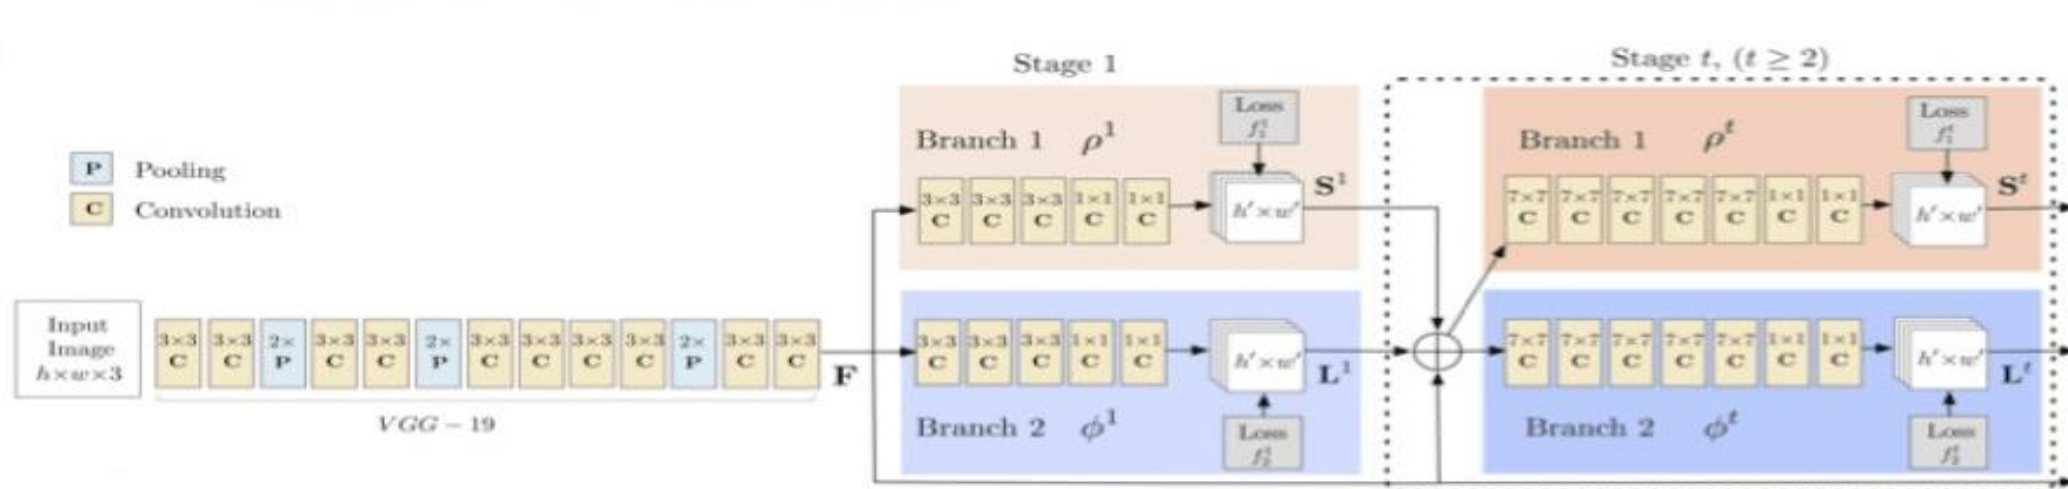 Stage 1
Stage t, (t ≥ 2)
Loss
f₁¹
Loss
f₁ᵗ
Branch 1 ρ¹
Branch 1 ρᵗ
P Pooling
C Convolution
S¹
Sᵗ
3×3 3×3 3×3 1×1 1×1
C C C C C
h′×w′
7×7 7×7 7×7 7×7 7×7 1×1 1×1
C C C C C C C
h′×w′
Input
Image
h×w×3
3×3 3×3 2× 3×3 3×3 2× 3×3 3×3 3×3 3×3 2× 3×3 3×3
C C P C C P C C C C P C C
F
VGG – 19
3×3 3×3 3×3 1×1 1×1
C C C C C
h′×w′
L¹
7×7 7×7 7×7 7×7 7×7 1×1 1×1
C C C C C C C
h′×w′
Lᵗ
Branch 2 ϕ¹
Branch 2 ϕᵗ
Loss
f₂¹
Loss
f₂ᵗ